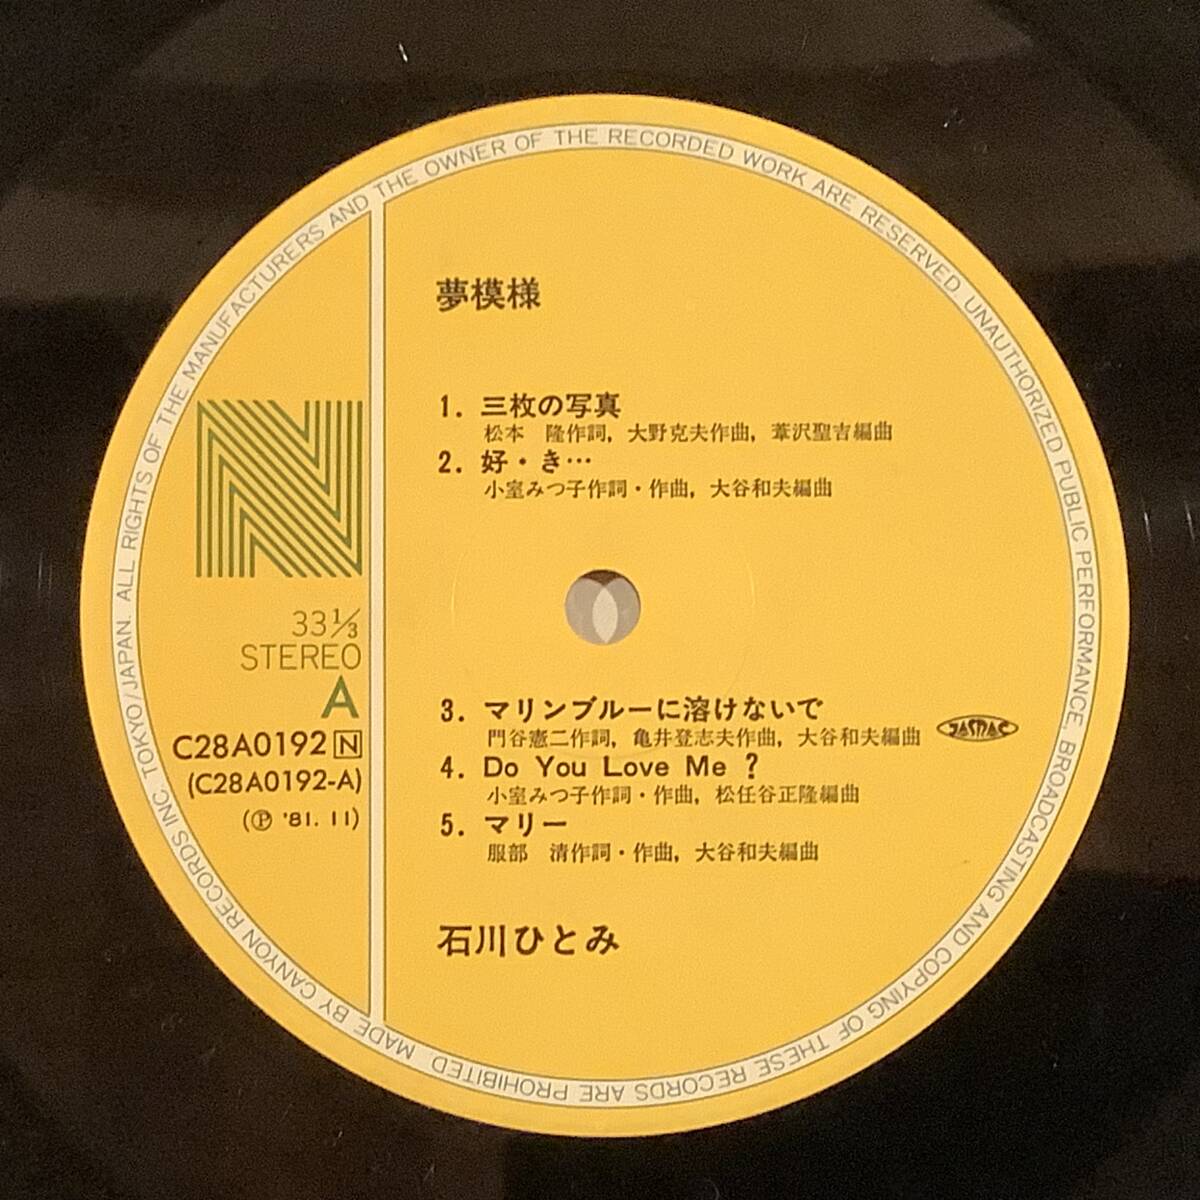 夢模様
1. 三枚の写真
松本 隆作詞, 大野克夫作曲, 葦沢聖吉編曲
2. 好・き…
小室みつ子作詞・作曲, 大谷和夫編曲
N
33 1/3
STEREO
A
C28A0192 N
(C28A0192-A)
(Ⓟ '81. 11)
3. マリンブルーに溶けないで
門谷憲二作詞, 亀井登志夫作曲, 大谷和夫編曲
JASRAC
4. Do You Love Me ?
小室みつ子作詞・作曲, 松任谷正隆編曲
5. マリー
服部 清作詞・作曲, 大谷和夫編曲
石川ひとみ
ALL RIGHTS OF THE MANUFACTURERS AND THE OWNER OF THE RECORDED WORK ARE RESERVED. UNAUTHORIZED PUBLIC PERFORMANCE, BROADCASTING AND COPYING OF THESE RECORDS ARE PROHIBITED. MADE BY CANYON RECORDS INC. TOKYO/JAPAN.